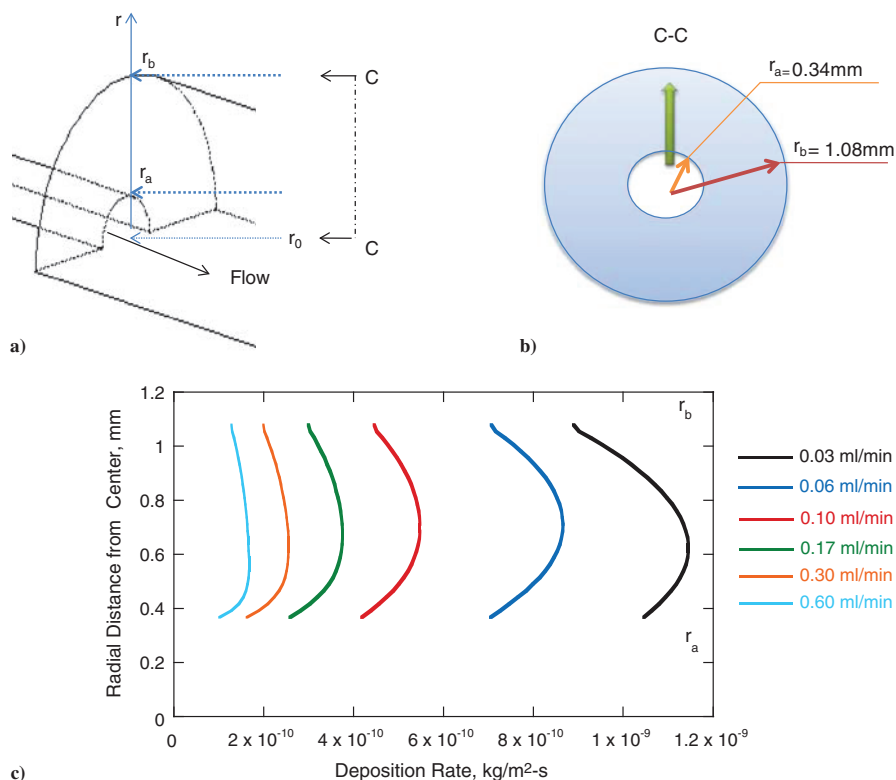 r
r_b
C
r_a
r_0
C
Flow
a)
C-C
r_a= 0.34mm
r_b= 1.08mm
b)
Radial Distance from Center, mm
1.2
1
0.8
0.6
0.4
0.2
0
r_b
r_a
0
2 x 10^-10
4 x 10^-10
6 x 10^-10
8 x 10^-10
1 x 10^-9
1.2 x 10^-9
Deposition Rate, kg/m²-s
0.03 ml/min
0.06 ml/min
0.10 ml/min
0.17 ml/min
0.30 ml/min
0.60 ml/min
c)